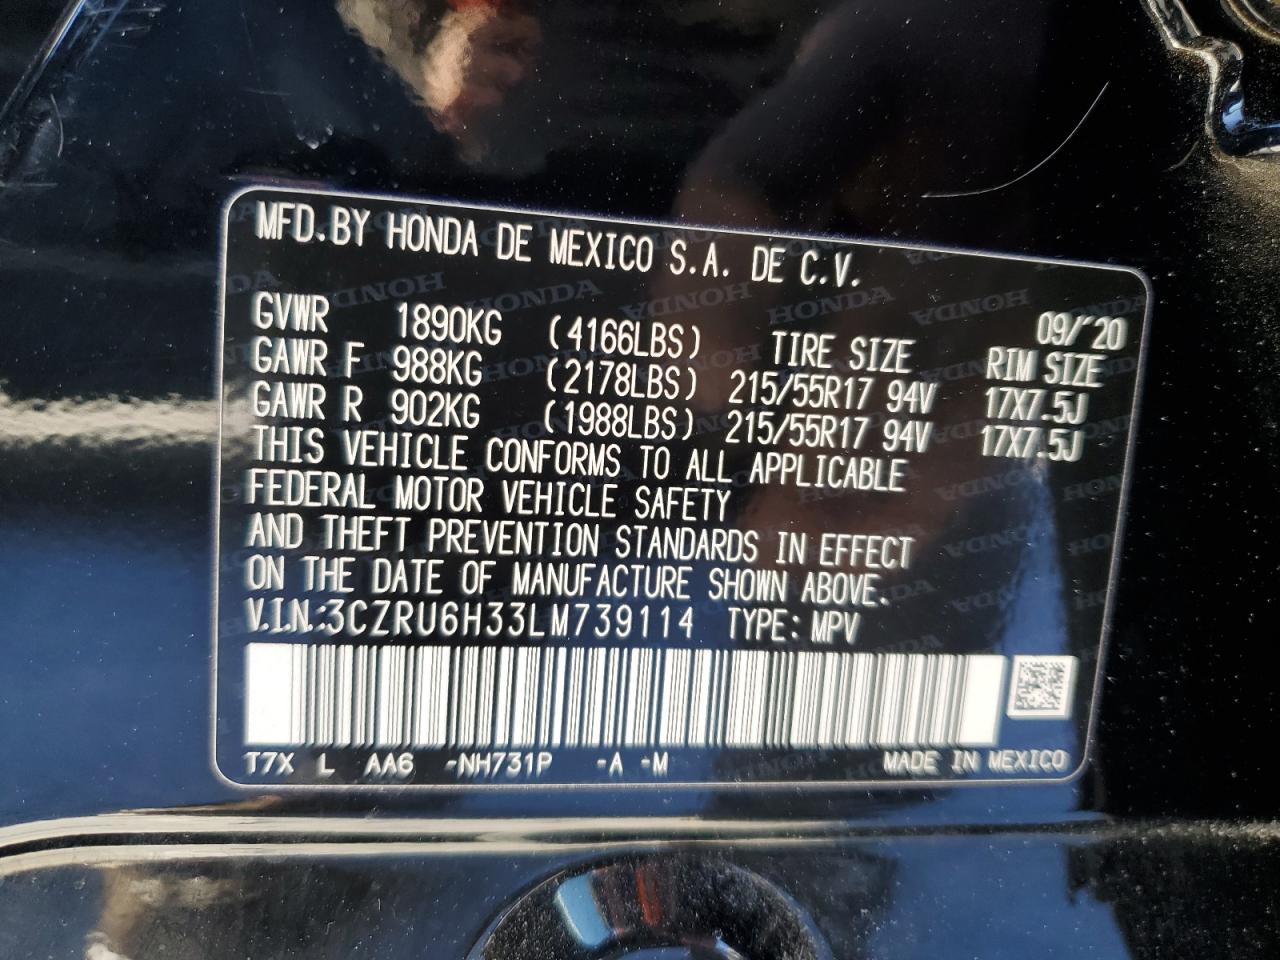 MFD.BY HONDA DE MEXICO S.A. DE C.V.
09/'20
GVWR 1890KG (4166LBS) TIRE SIZE RIM SIZE
GAWR F 988KG (2178LBS) 215/55R17 94V 17X7.5J
GAWR R 902KG (1988LBS) 215/55R17 94V 17X7.5J
THIS VEHICLE CONFORMS TO ALL APPLICABLE
FEDERAL MOTOR VEHICLE SAFETY
AND THEFT PREVENTION STANDARDS IN EFFECT
ON THE DATE OF MANUFACTURE SHOWN ABOVE.
V.I.N.:3CZRU6H33LM739114 TYPE: MPV
T7X L AA6 -NH731P -A -M MADE IN MEXICO